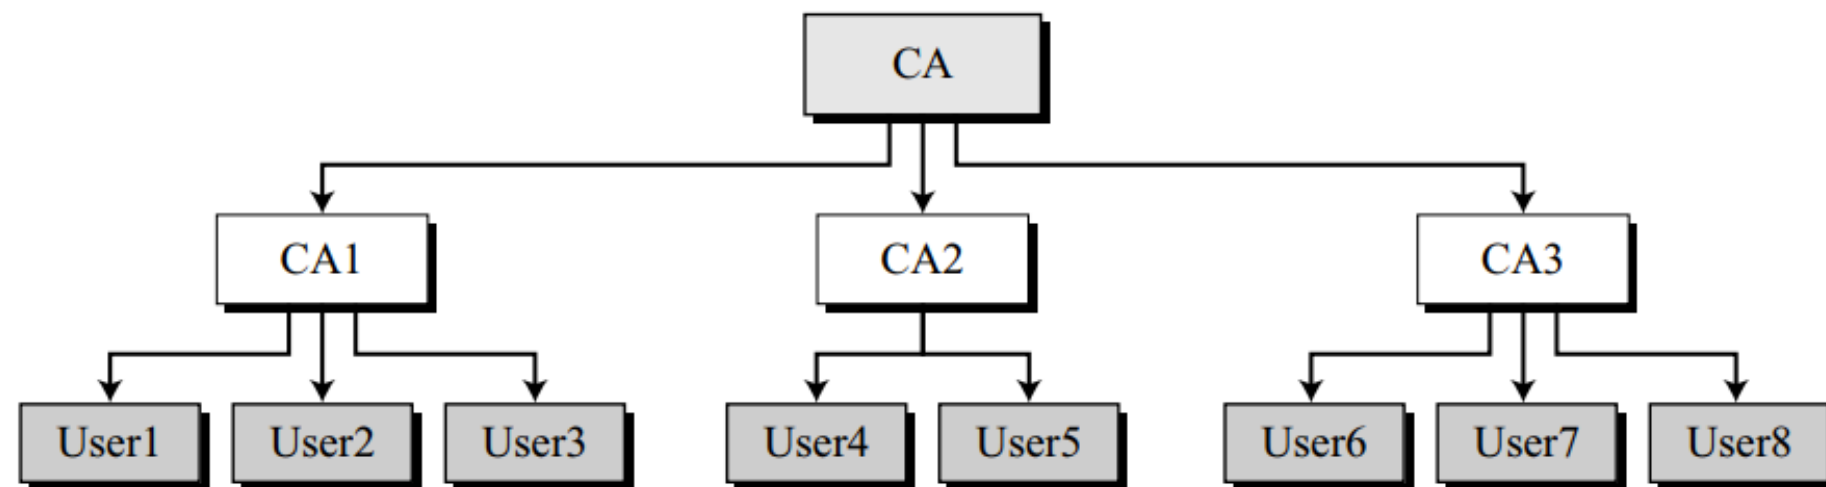 CA
CA1 CA2 CA3
User1 User2 User3 User4 User5 User6 User7 User8